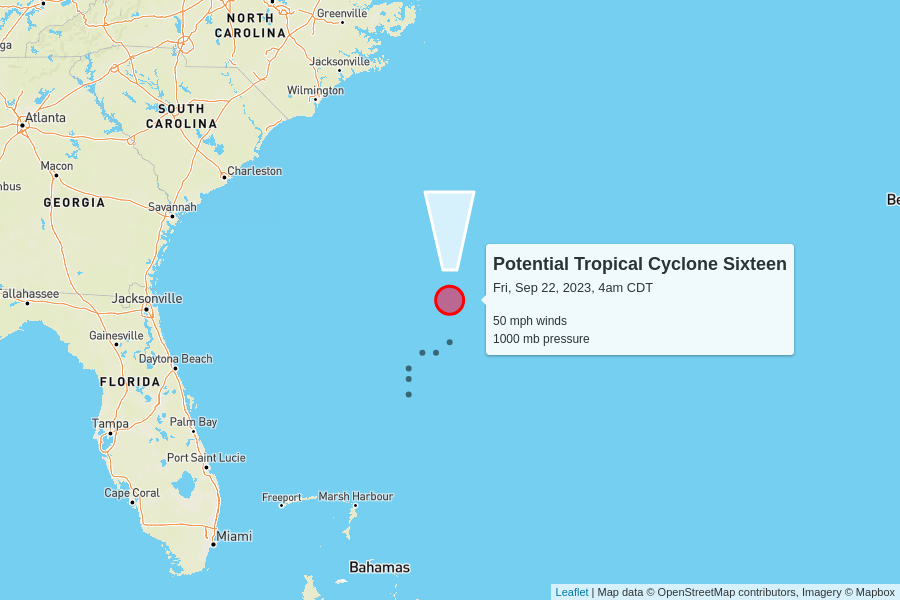 NORTH
CAROLINA
Greenville
ga
Jacksonville
Wilmington
SOUTH
CAROLINA
Atlanta
Macon
Charleston
nbus
GEORGIA
Savannah
Be
Potential Tropical Cyclone Sixteen
Fri, Sep 22, 2023, 4am CDT
50 mph winds
1000 mb pressure
Tallahassee
Jacksonville
Gainesville
Daytona Beach
FLORIDA
Tampa
Palm Bay
Port Saint Lucie
Cape Coral
Freeport
Marsh Harbour
Miami
Bahamas
Leaflet | Map data © OpenStreetMap contributors, Imagery © Mapbox